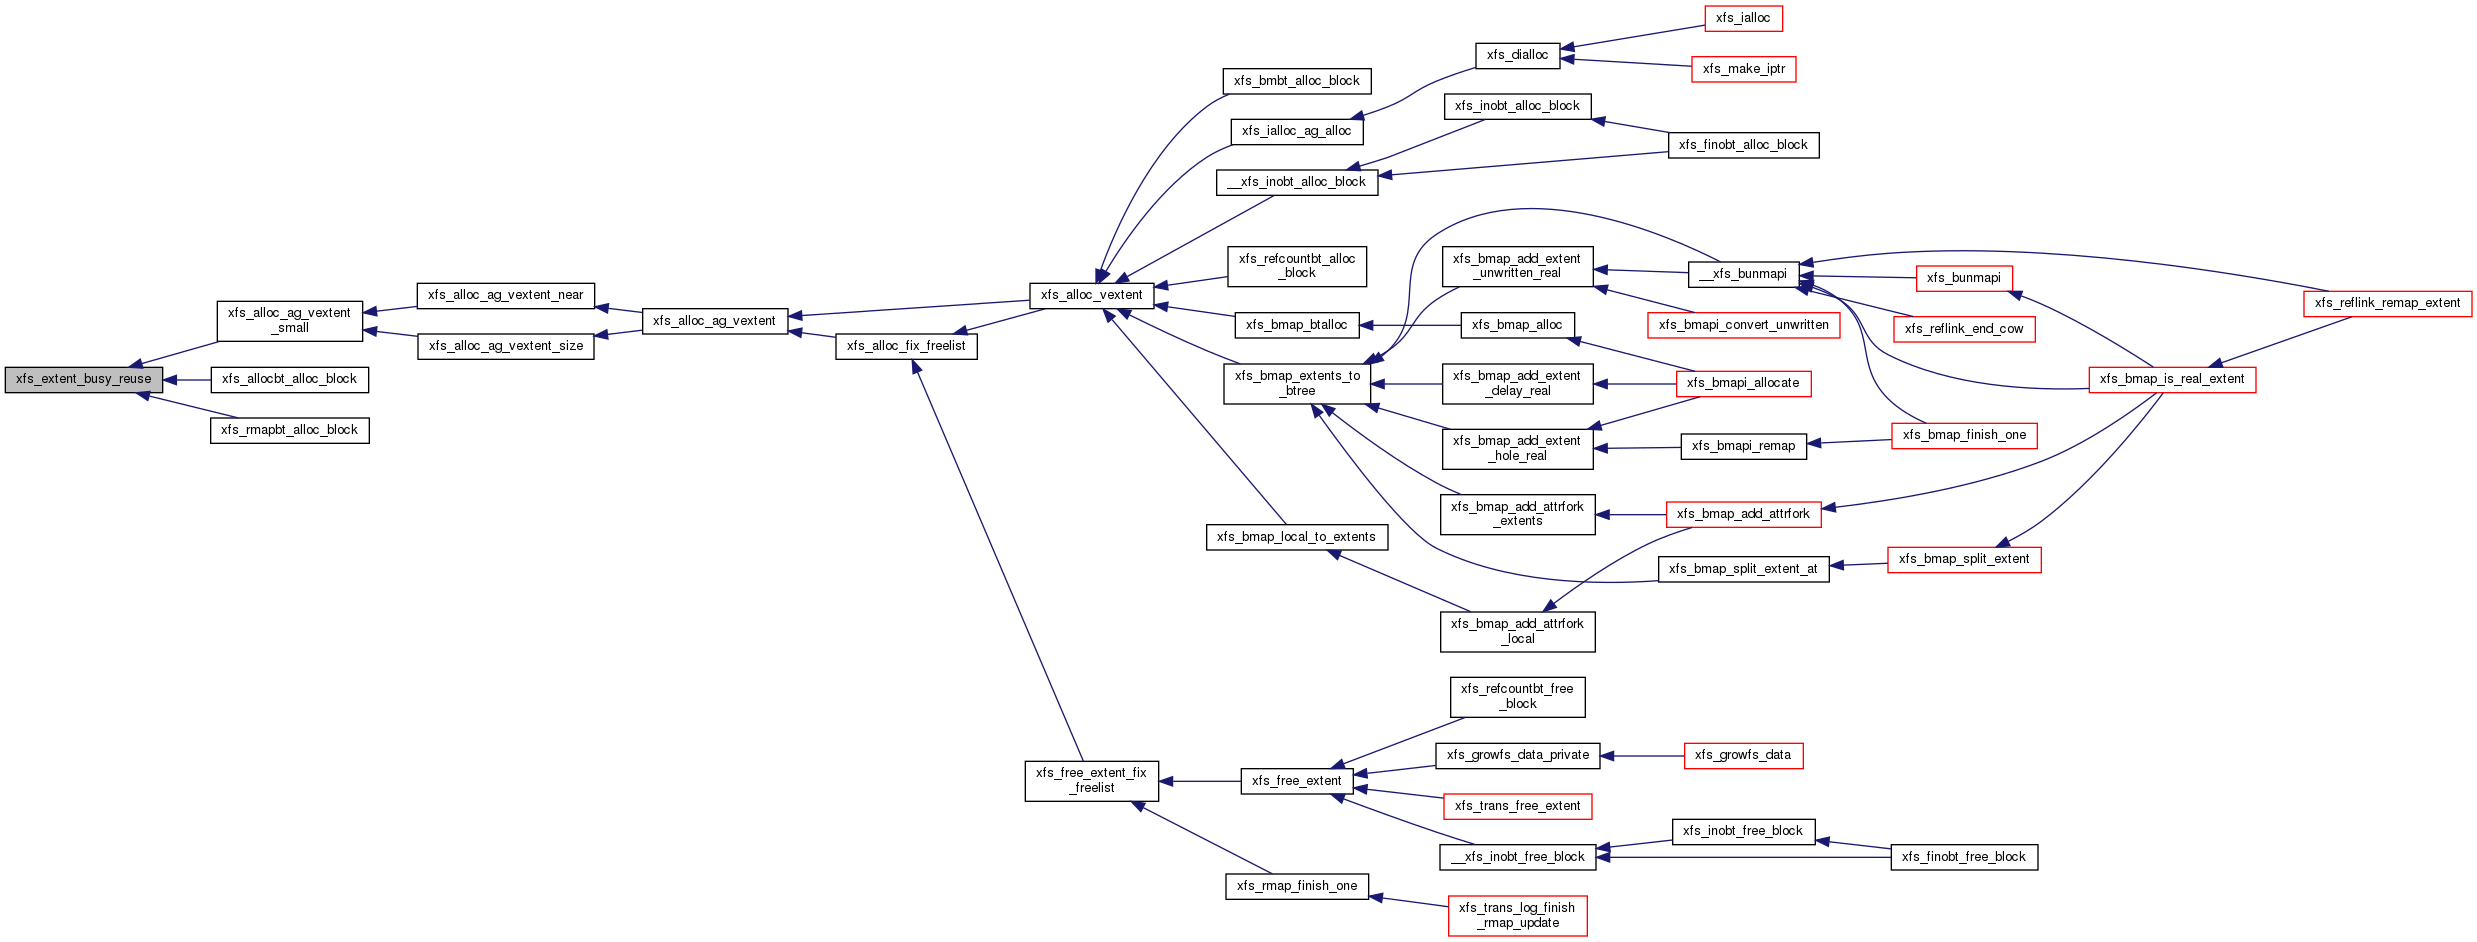 xfs_extent_busy_reuse
xfs_alloc_ag_vextent
_small
xfs_allocbt_alloc_block
xfs_rmapbt_alloc_block
xfs_alloc_ag_vextent_near
xfs_alloc_ag_vextent_size
xfs_alloc_ag_vextent
xfs_alloc_fix_freelist
xfs_alloc_vextent
xfs_free_extent_fix
_freelist
xfs_bmbt_alloc_block
xfs_ialloc_ag_alloc
__xfs_inobt_alloc_block
xfs_refcountbt_alloc
_block
xfs_bmap_btalloc
xfs_bmap_extents_to
_btree
xfs_bmap_local_to_extents
xfs_free_extent
xfs_rmap_finish_one
xfs_dialloc
xfs_inobt_alloc_block
xfs_bmap_add_extent
_unwritten_real
xfs_bmap_alloc
xfs_bmap_add_extent
_delay_real
xfs_bmap_add_extent
_hole_real
xfs_bmap_add_attrfork
_extents
xfs_bmap_add_attrfork
_local
xfs_refcountbt_free
_block
xfs_growfs_data_private
xfs_trans_free_extent
__xfs_inobt_free_block
xfs_trans_log_finish
_rmap_update
xfs_ialloc
xfs_make_iptr
xfs_finobt_alloc_block
__xfs_bunmapi
xfs_bmapi_convert_unwritten
xfs_bmapi_allocate
xfs_bmapi_remap
xfs_bmap_add_attrfork
xfs_bmap_split_extent_at
xfs_growfs_data
xfs_inobt_free_block
xfs_bunmapi
xfs_reflink_end_cow
xfs_bmap_finish_one
xfs_bmap_split_extent
xfs_finobt_free_block
xfs_bmap_is_real_extent
xfs_reflink_remap_extent